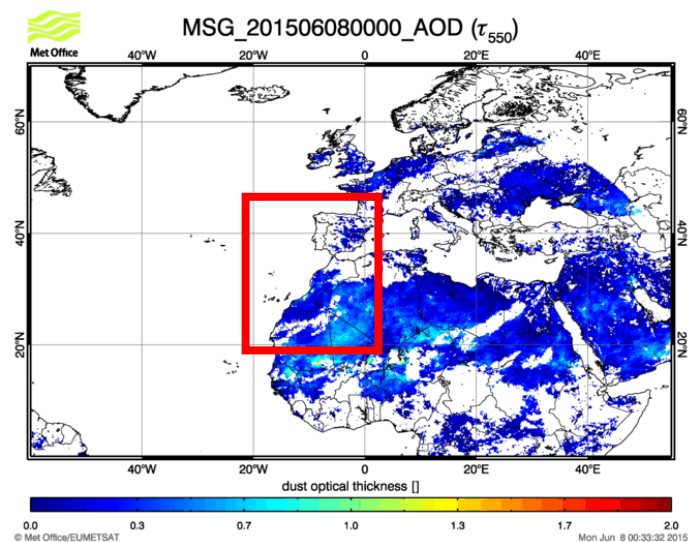 MSG_201506080000_AOD (τ550)
Met Office
40°W 20°W 0 20°E 40°E
60°N 60°N
40°N 40°N
20°N 20°N
40°W 20°W 0 20°E 40°E
dust optical thickness []
0.0 0.3 0.7 1.0 1.3 1.7 2.0
© Met Office/EUMETSAT Mon Jun 8 00:33:32 2015